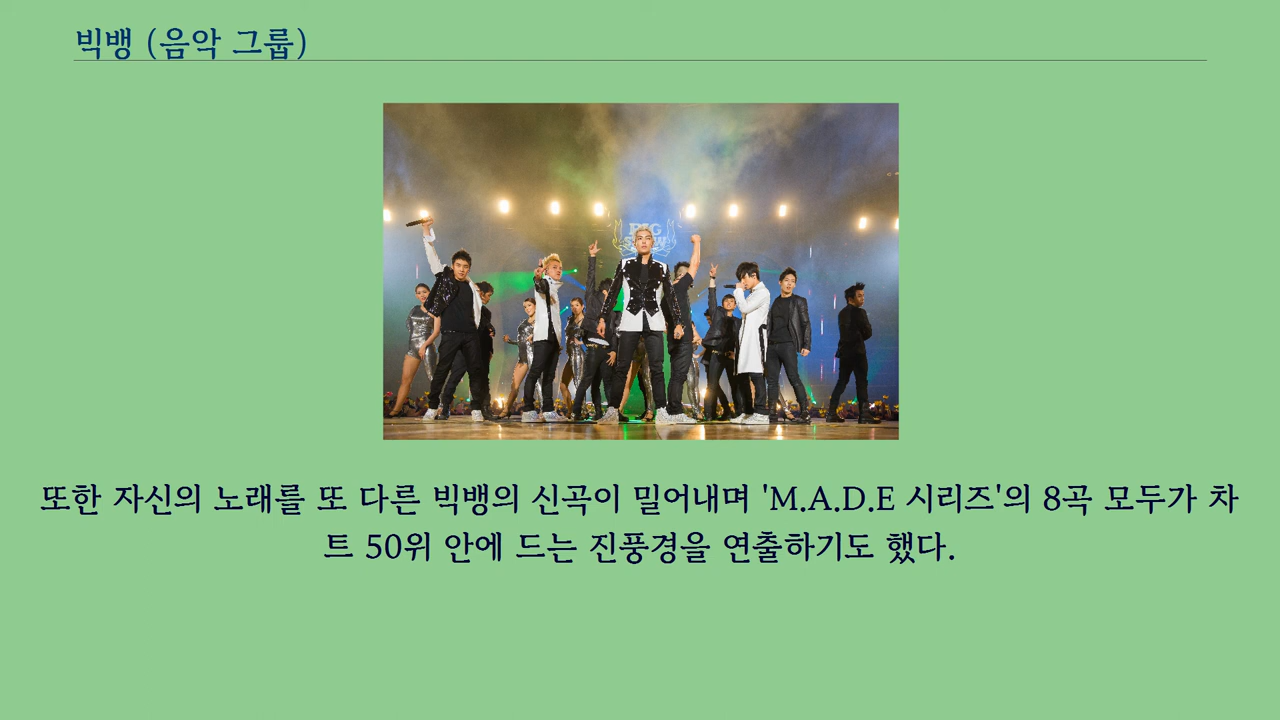 빅뱅 (음악 그룹)
BIG
SHOW
또한 자신의 노래를 또 다른 빅뱅의 신곡이 밀어내며 'M.A.D.E 시리즈'의 8곡 모두가 차
트 50위 안에 드는 진풍경을 연출하기도 했다.